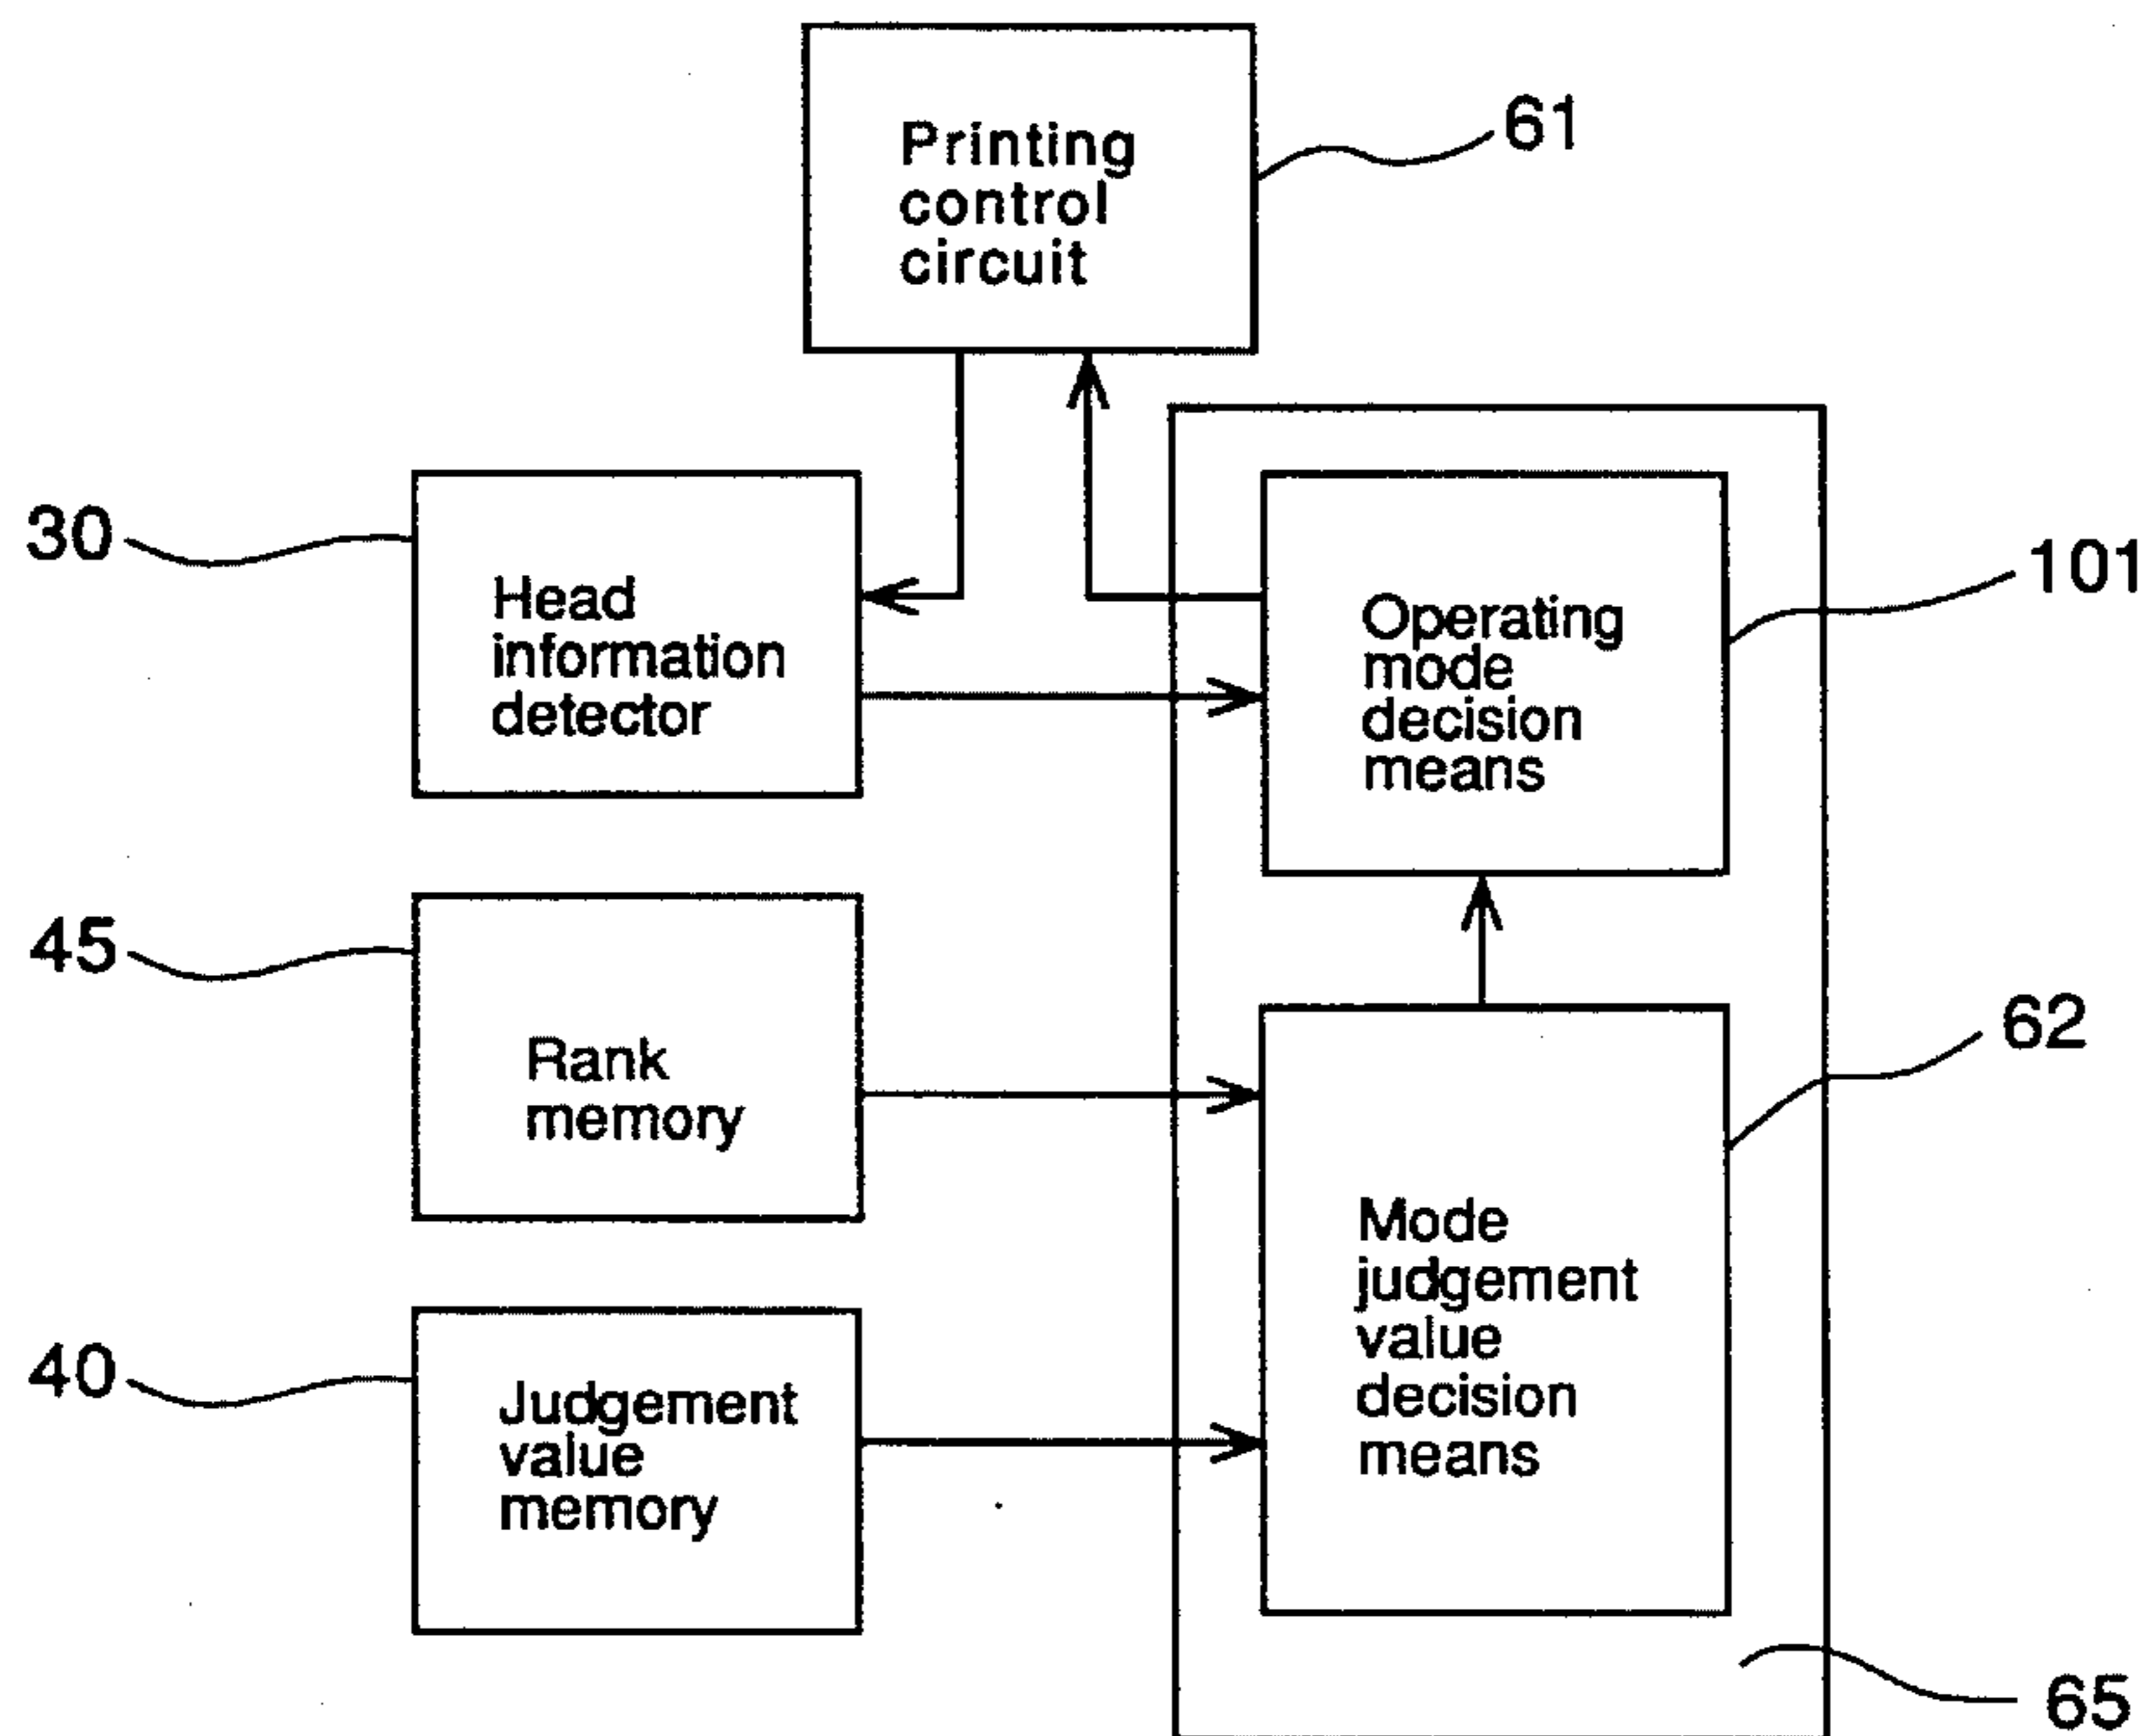 Printing
control
circuit
61
30
Head
information
detector
Operating
mode
decision
means
101
45
Rank
memory
62
Mode
judgement
value
decision
means
40
Judgement
value
memory
65